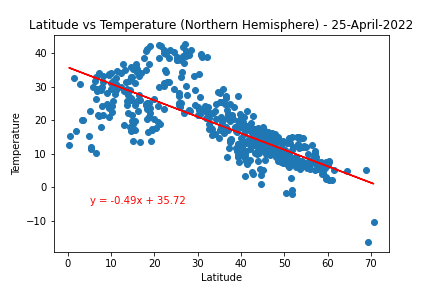 Latitude vs Temperature (Northern Hemisphere) - 25-April-2022
Temperature
40
30
20
10
0
−10
y = -0.49x + 35.72
0 10 20 30 40 50 60 70
Latitude